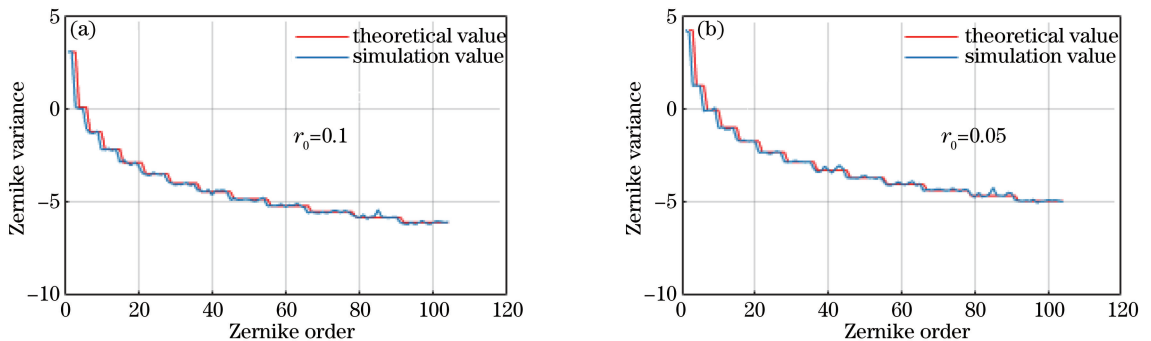 (a)
theoretical value
simulation value
r0=0.1
5
0
−5
−10
0 20 40 60 80 100 120
Zernike variance
Zernike order
(b)
theoretical value
simulation value
r0=0.05
5
0
−5
−10
0 20 40 60 80 100 120
Zernike variance
Zernike order